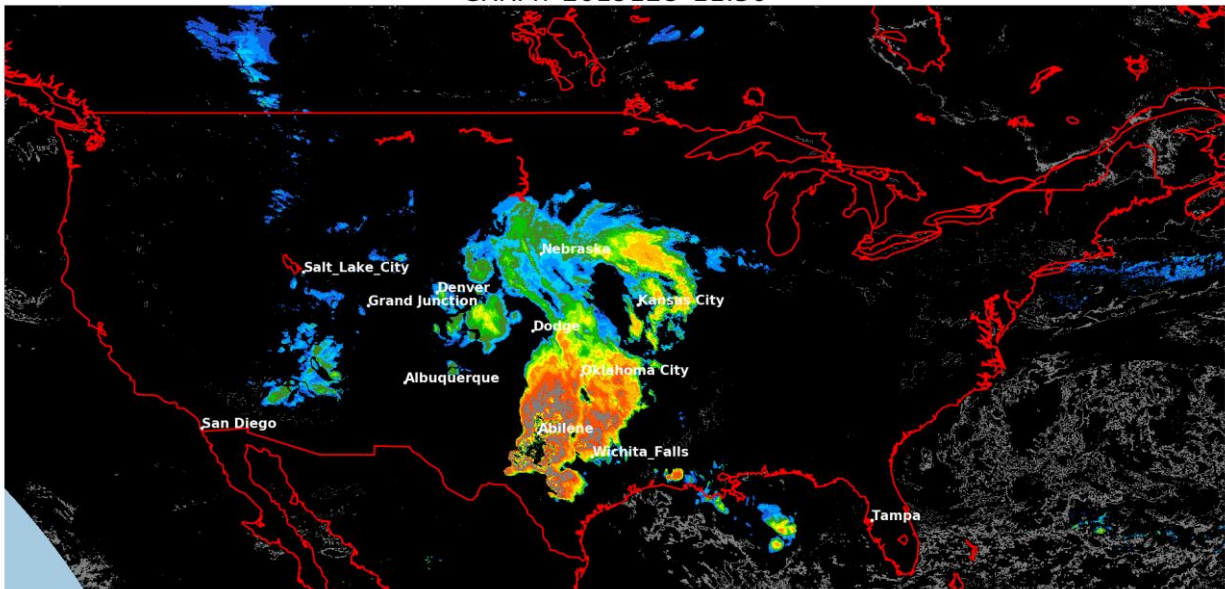 Nebraska
Salt_Lake_City
Denver
Grand Junction
Kansas City
Dodge
Oklahoma City
Albuquerque
San Diego
Abilene
Wichita_Falls
Tampa